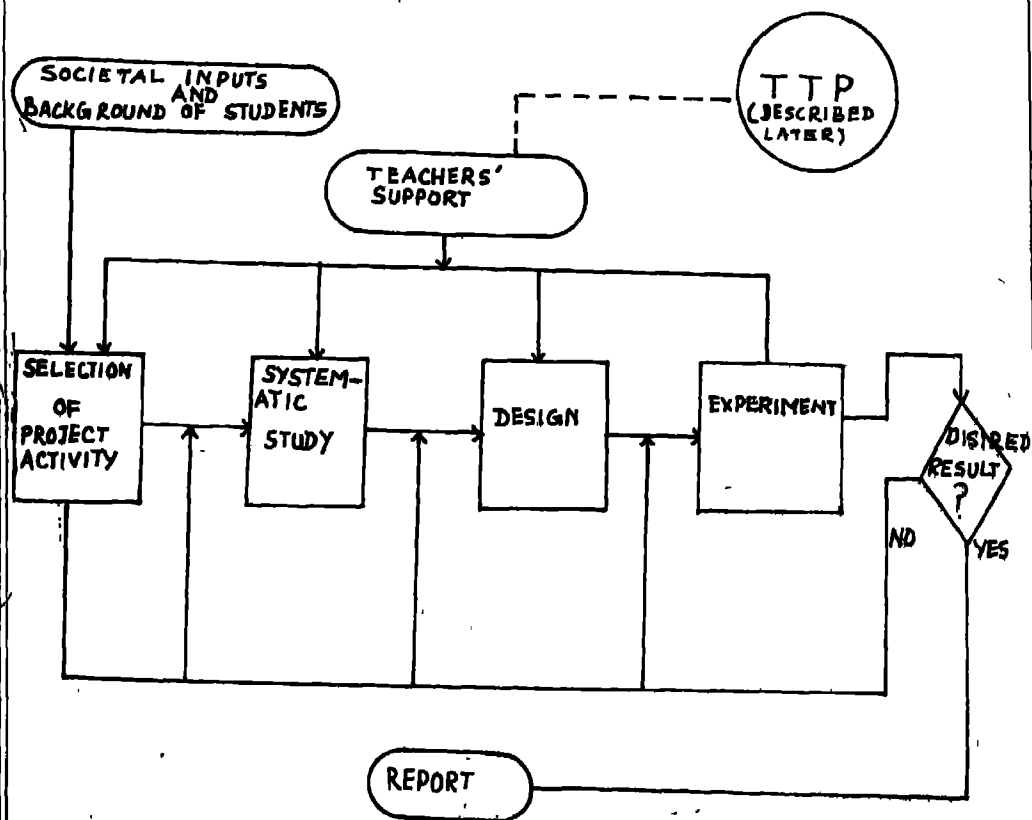 SOCIETAL INPUTS
AND
BACKGROUND OF STUDENTS
TTP
(DESCRIBED
LATER)
TEACHERS'
SUPPORT
SELECTION
OF
PROJECT
ACTIVITY
SYSTEM-
ATIC
STUDY
DESIGN
EXPERIMENT
DISIRED
RESULT
?
NO
YES
REPORT